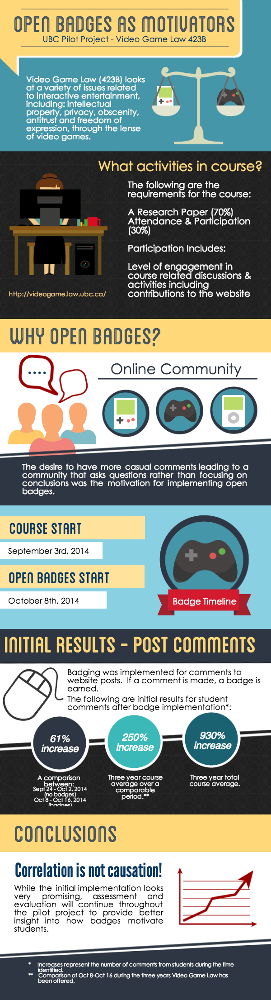 OPEN BADGES AS MOTIVATORS
UBC Pilot Project - Video Game Law 423B
Video Game Law (423B) looks
at a variety of issues related
to interactive entertainment,
including: intellectual
property, privacy, obscenity,
antitrust and freedom of
expression, through the lense
of video games.
What activities in course?
The following are the
requirements for the course:
A Research Paper (70%)
Attendance & Participation
(30%)
Participation Includes:
Level of engagement in
course related discussions &
activities including
contributions to the website
http://videogame.law.ubc.ca/
WHY OPEN BADGES?
Online Community
The desire to have more casual comments leading to a
community that asks questions rather than focusing on
conclusions was the motivation for implementing open
badges.
COURSE START
September 3rd, 2014
OPEN BADGES START
October 8th, 2014
Badge Timeline
INITIAL RESULTS - POST COMMENTS
Badging was implemented for comments to
website posts. If a comment is made, a badge is
earned.
The following are initial results for student
comments after badge implementation*:
61%
increase
250%
increase
930%
increase
A comparison
between:
Sept 24 - Oct 2, 2014
(no badges)
Oct 8 - Oct 16, 2014
(badges)
Three year course
average over a
comparable
period.**
Three year total
course average.
CONCLUSIONS
Correlation is not causation!
While the initial implementation looks
very promising, assessment and
evaluation will continue throughout
the pilot project to provide better
insight into how badges motivate
students.
* Increases represent the number of comments from students during the time
identified.
** Comparison of Oct 8-Oct 16 during the three years Video Game Law has
been offered.